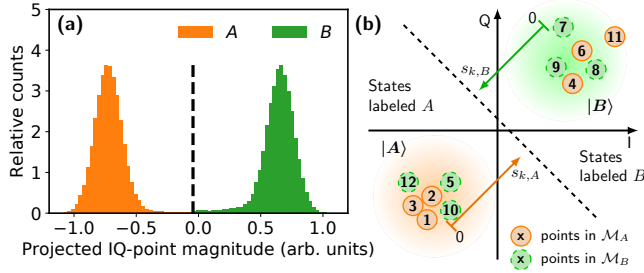 (a)
A
B
Relative counts
5
4
3
2
1
0
−1.0
−0.5
0.0
0.5
1.0
Projected IQ-point magnitude (arb. units)
(b)
Q
I
0
7
11
6
9
8
4
s_{k,B}
|B⟩
States
labeled A
|A⟩
12
5
2
3
10
1
0
s_{k,A}
States
labeled B
x points in ℳ_A
x points in ℳ_B